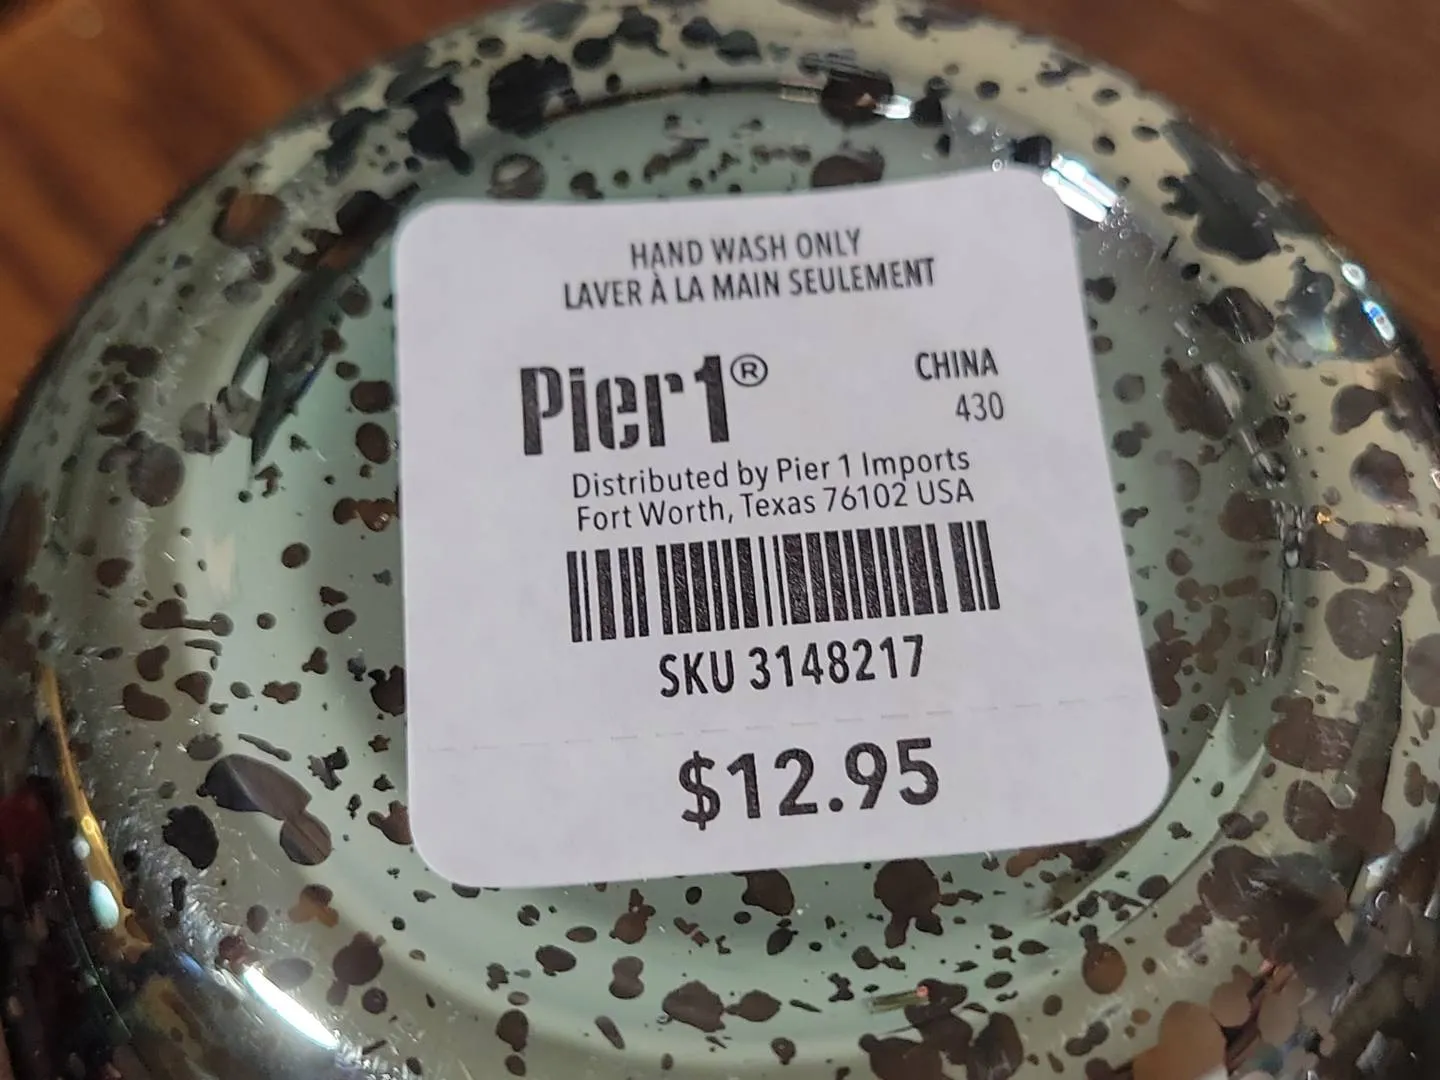 HAND WASH ONLY
LAVER À LA MAIN SEULEMENT
Pier1®
CHINA
430
Distributed by Pier 1 Imports
Fort Worth, Texas 76102 USA
SKU 3148217
$12.95